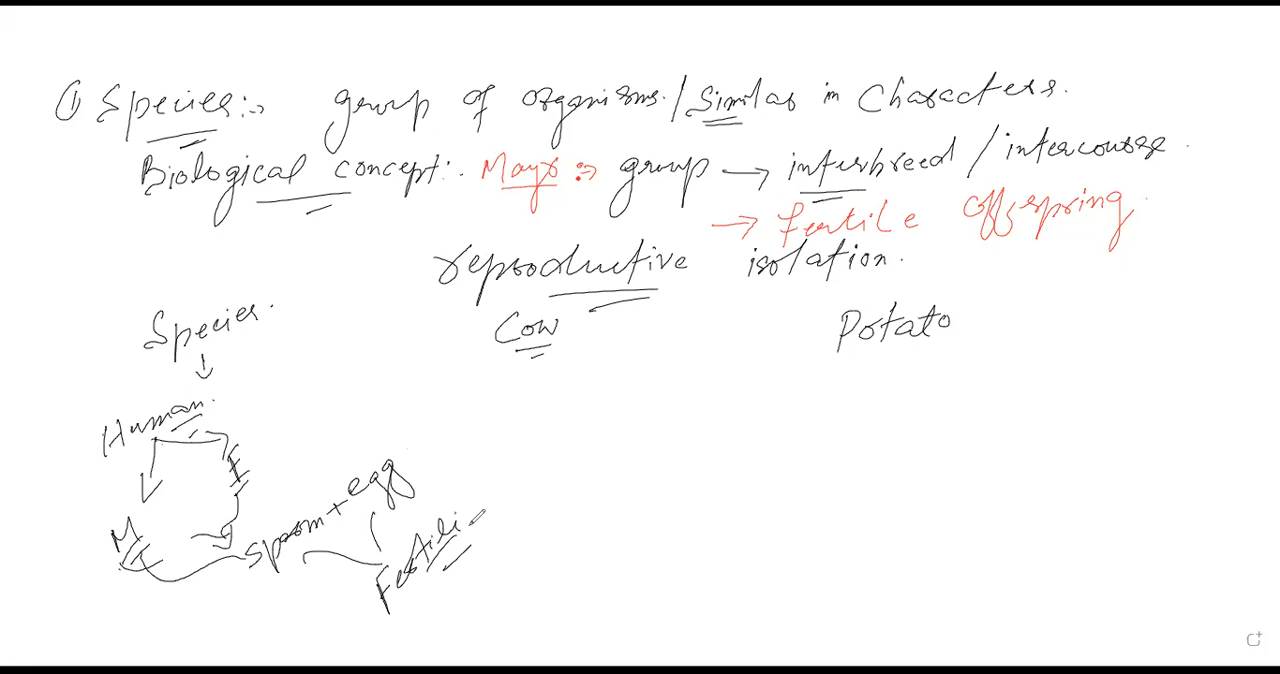 ① Species:→ group of organisms / Similar in Characters.
Biological concept:- Mayr :→ group → interbreed / intercourse.
→ fertile offspring
reproductive isolation.
Cow Potato
Species.
↓
Human.
M F
Sperm + egg
Fertili